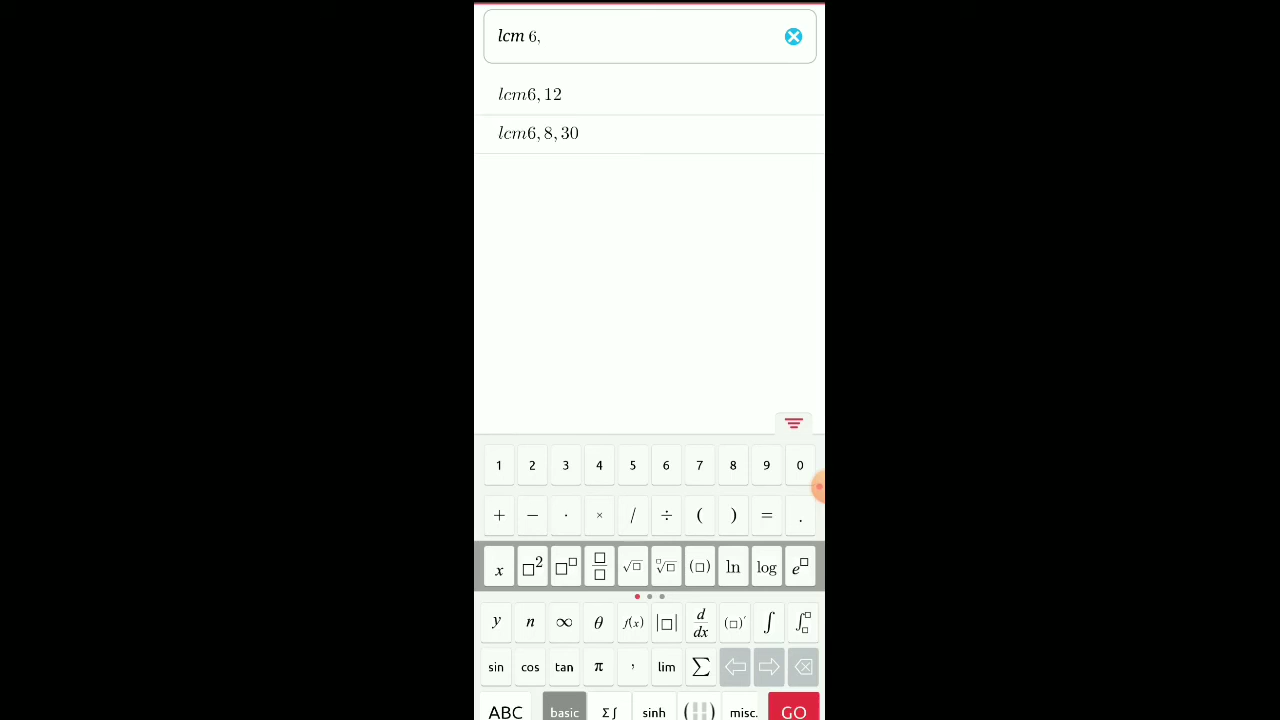 lcm 6,
lcm6, 12
lcm6, 8, 30
1 2 3 4 5 6 7 8 9 0
+ − · × / ÷ ( ) = .
x □² □^□ □/□ √□ □√□ (□) ln log e^□
y n ∞ θ f(x) |□| d/dx (□)′ ∫ ∫□□
sin cos tan π , lim Σ
ABC basic Σ∫ sinh (▯▯) misc. GO